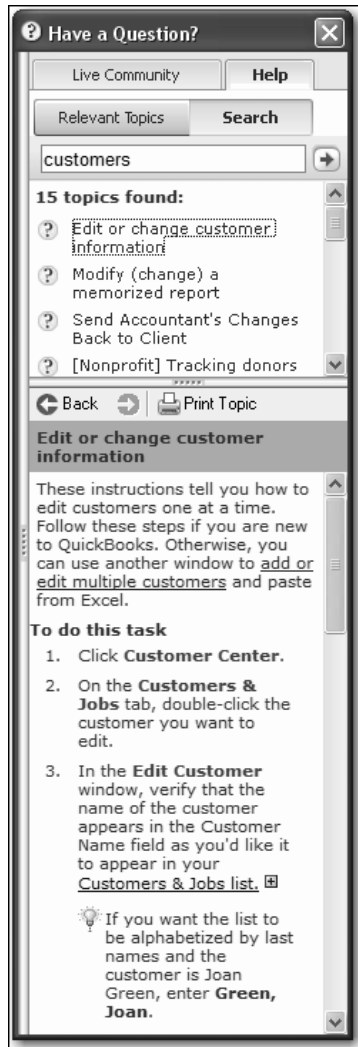 Have a Question?
Live Community Help
Relevant Topics Search
customers
15 topics found:
Edit or change customer
information
Modify (change) a
memorized report
Send Accountant's Changes
Back to Client
[Nonprofit] Tracking donors
Back Print Topic
Edit or change customer
information
These instructions tell you how to
edit customers one at a time.
Follow these steps if you are new
to QuickBooks. Otherwise, you
can use another window to add or
edit multiple customers and paste
from Excel.
To do this task
1. Click Customer Center.
2. On the Customers &
Jobs tab, double-click the
customer you want to
edit.
3. In the Edit Customer
window, verify that the
name of the customer
appears in the Customer
Name field as you'd like it
to appear in your
Customers & Jobs list.
If you want the list to
be alphabetized by last
names and the
customer is Joan
Green, enter Green,
Joan.